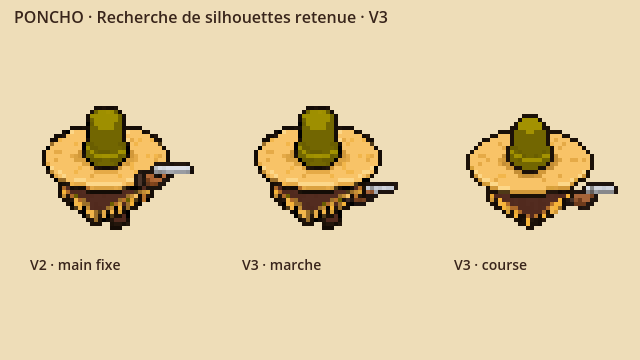 PONCHO · Recherche de silhouettes retenue · V3
V2 · main fixe
V3 · marche
V3 · course